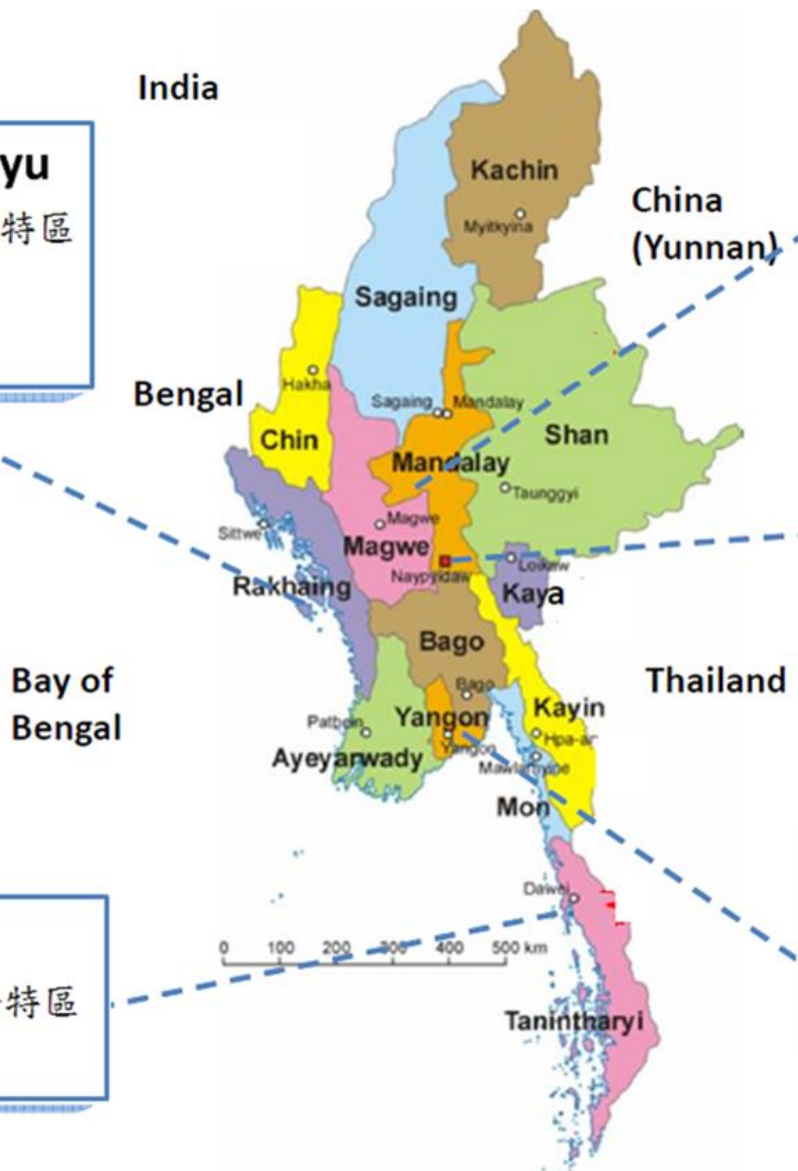 India
yu
特區
Kachin
Myitkyina
China
(Yunnan)
Sagaing
Hakha
Bengal
Sagaing
Mandalay
Chin
Shan
Mandalay
Taunggyi
Magwe
Sittwe
Magwe
Loikaw
Naypyidaw
Rakhaing
Kaya
Bago
Bay of
Bengal
Thailand
Bago
Kayin
Yangon
Pathein
Hpa-an
Yangon
Ayeyarwady
Mawlamyine
Mon
Dawei
0 100 200 300 400 500 km
特區
Tanintharyi